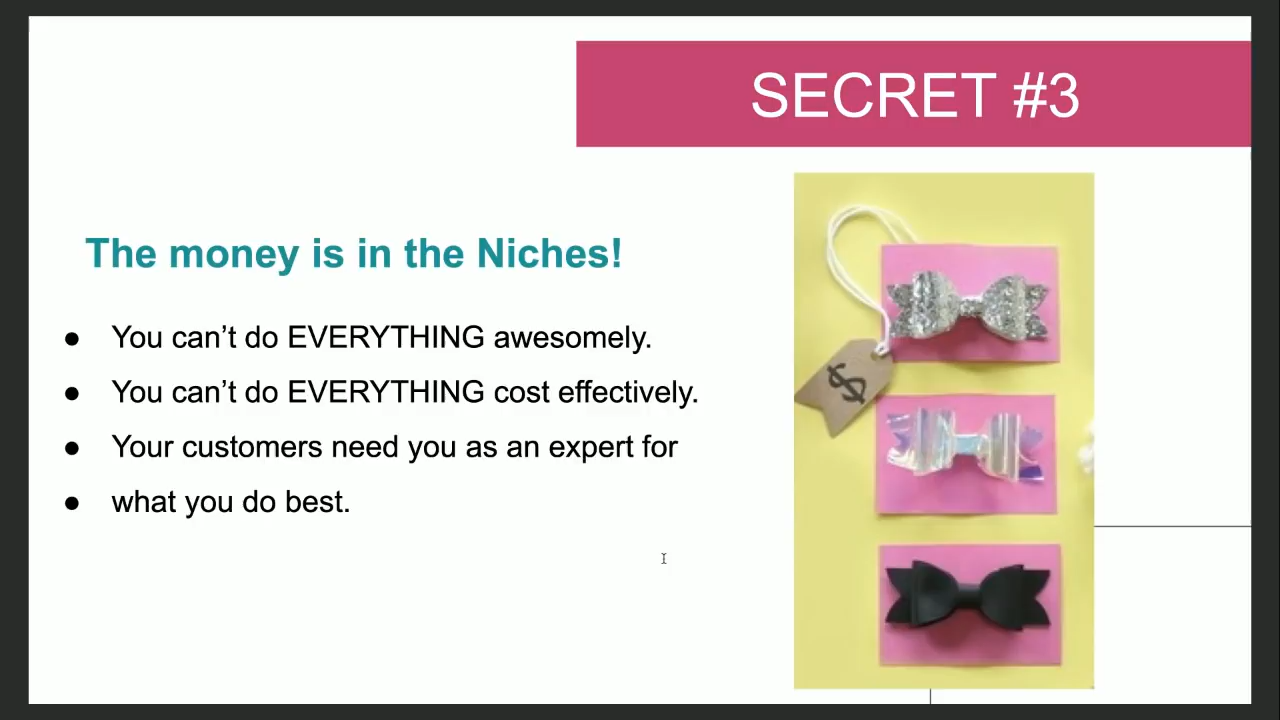 SECRET #3
The money is in the Niches!
● You can’t do EVERYTHING awesomely.
● You can’t do EVERYTHING cost effectively.
● Your customers need you as an expert for
● what you do best.
$